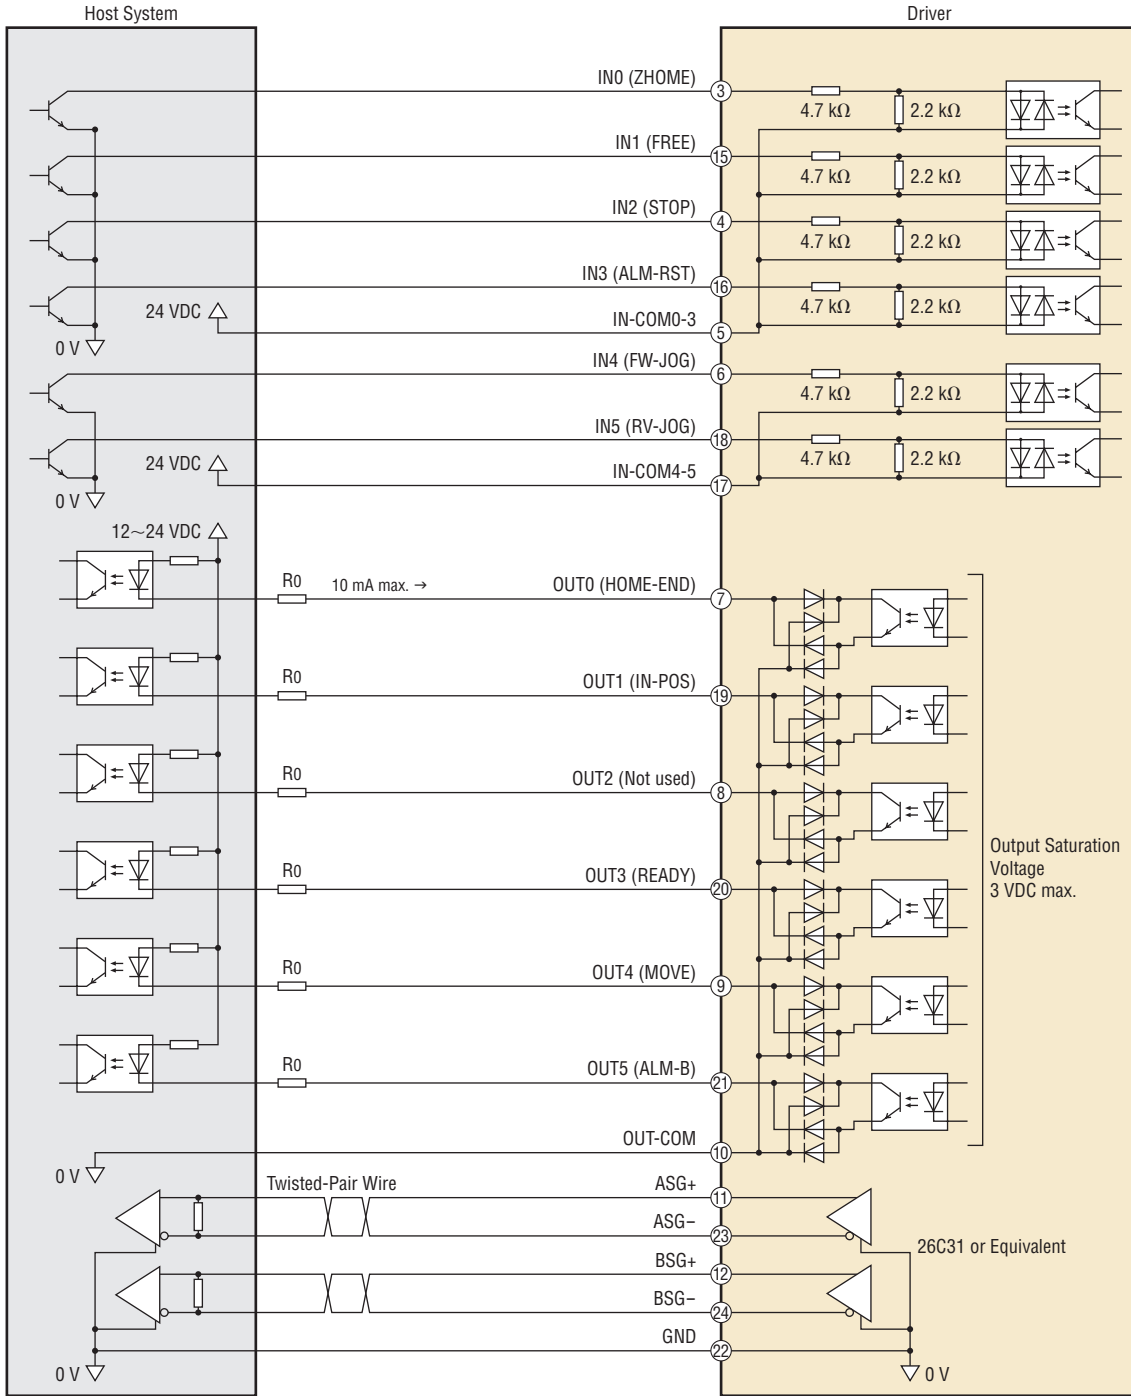 Host System
Driver
IN0 (ZHOME)
3
4.7 kΩ
2.2 kΩ
IN1 (FREE)
15
4.7 kΩ
2.2 kΩ
IN2 (STOP)
4
4.7 kΩ
2.2 kΩ
IN3 (ALM-RST)
16
4.7 kΩ
2.2 kΩ
24 VDC
IN-COM0-3
5
0 V
IN4 (FW-JOG)
6
4.7 kΩ
2.2 kΩ
IN5 (RV-JOG)
18
4.7 kΩ
2.2 kΩ
24 VDC
IN-COM4-5
17
0 V
12~24 VDC
R0
10 mA max. →
OUT0 (HOME-END)
7
R0
OUT1 (IN-POS)
19
R0
OUT2 (Not used)
8
Output Saturation
Voltage
3 VDC max.
R0
OUT3 (READY)
20
R0
OUT4 (MOVE)
9
R0
OUT5 (ALM-B)
21
OUT-COM
10
0 V
Twisted-Pair Wire
ASG+
11
ASG−
23
26C31 or Equivalent
BSG+
12
BSG−
24
GND
22
0 V
0 V